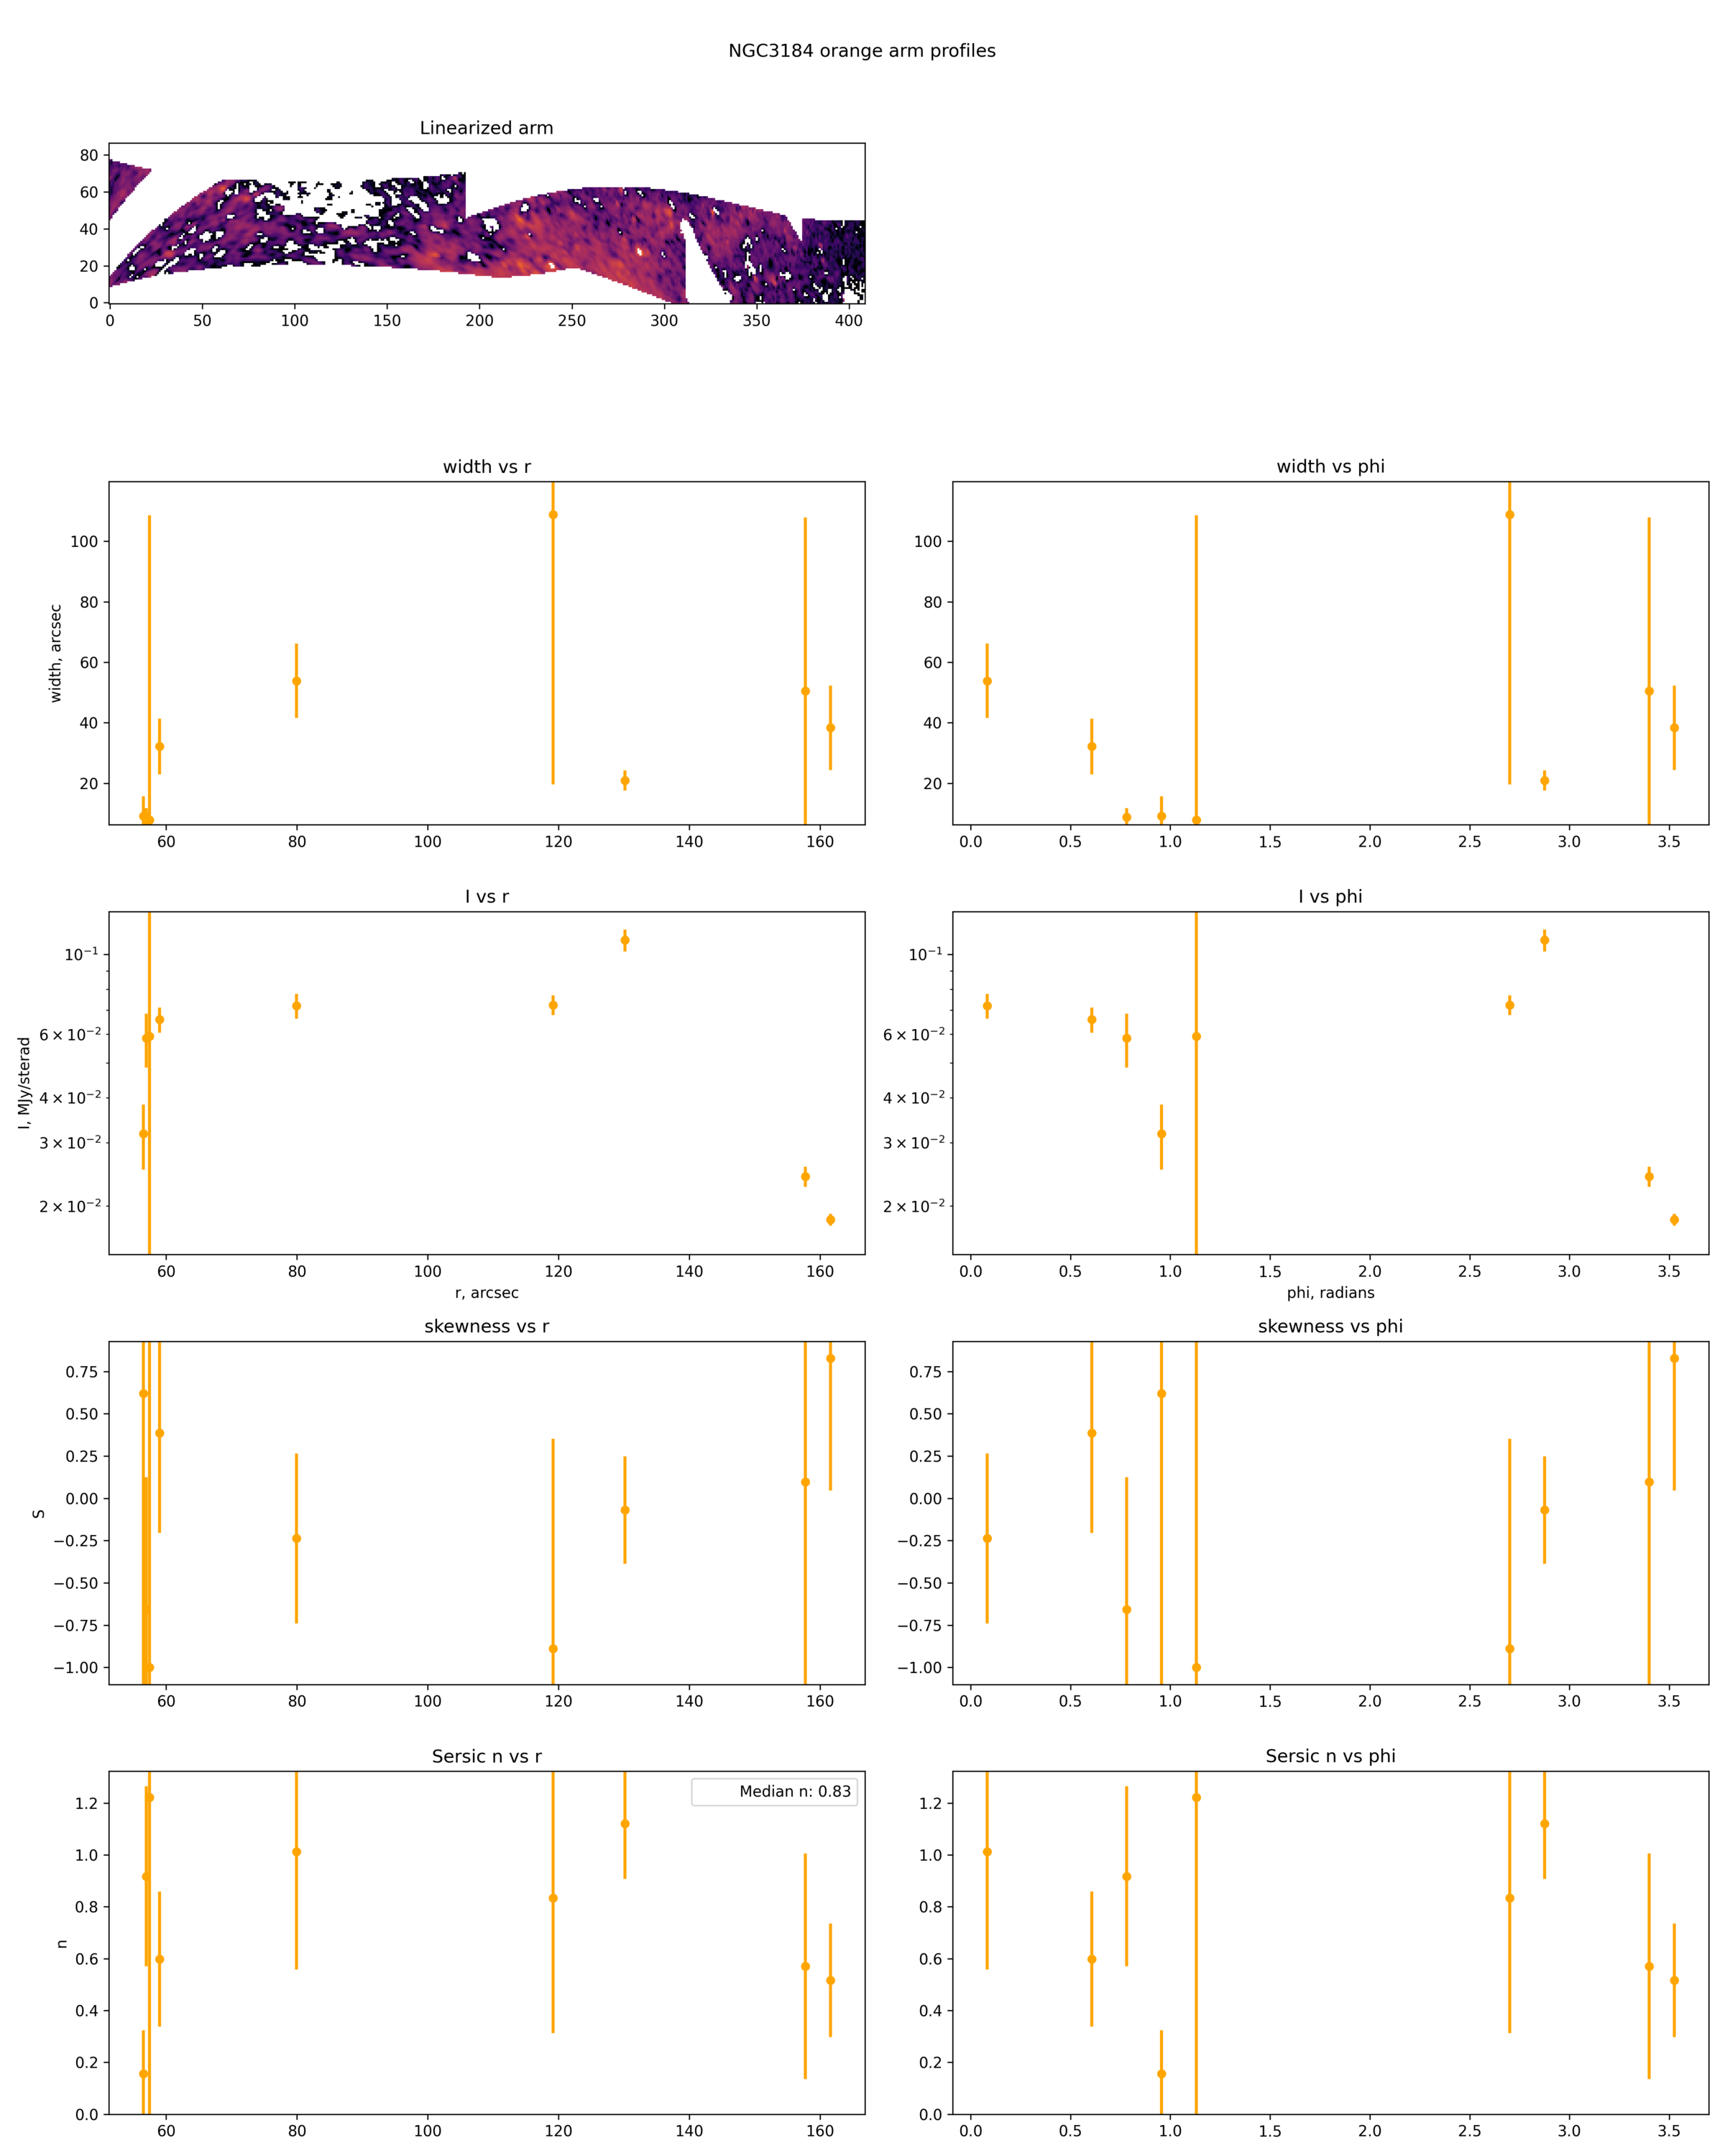 NGC3184 orange arm profiles
Linearized arm
80
60
40
20
0
0 50 100 150 200 250 300 350 400
width vs r
width, arcsec
100
80
60
40
20
60 80 100 120 140 160
width vs phi
100
80
60
40
20
0.0 0.5 1.0 1.5 2.0 2.5 3.0 3.5
I vs r
I, MJy/sterad
10⁻¹
6 × 10⁻²
4 × 10⁻²
3 × 10⁻²
2 × 10⁻²
60 80 100 120 140 160
r, arcsec
I vs phi
10⁻¹
6 × 10⁻²
4 × 10⁻²
3 × 10⁻²
2 × 10⁻²
0.0 0.5 1.0 1.5 2.0 2.5 3.0 3.5
phi, radians
skewness vs r
S
0.75
0.50
0.25
0.00
−0.25
−0.50
−0.75
−1.00
60 80 100 120 140 160
skewness vs phi
0.75
0.50
0.25
0.00
−0.25
−0.50
−0.75
−1.00
0.0 0.5 1.0 1.5 2.0 2.5 3.0 3.5
Sersic n vs r
Median n: 0.83
n
1.2
1.0
0.8
0.6
0.4
0.2
0.0
60 80 100 120 140 160
Sersic n vs phi
1.2
1.0
0.8
0.6
0.4
0.2
0.0
0.0 0.5 1.0 1.5 2.0 2.5 3.0 3.5